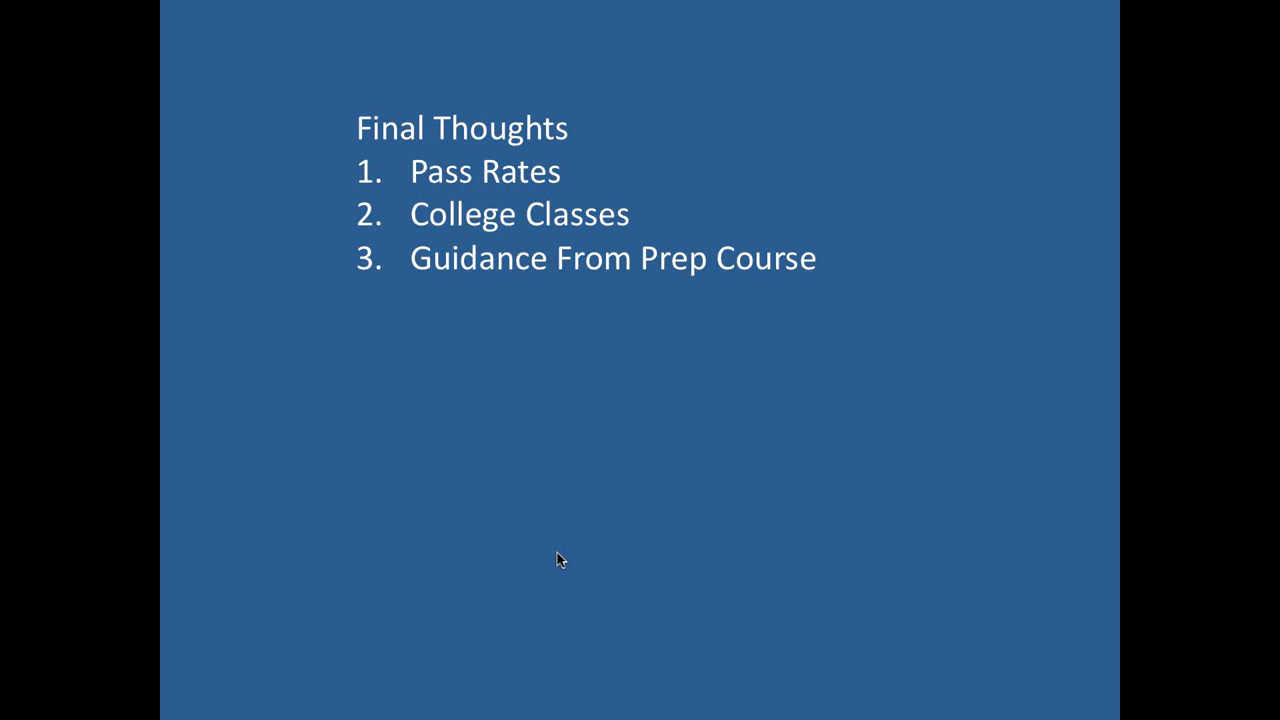 Final Thoughts
1. Pass Rates
2. College Classes
3. Guidance From Prep Course